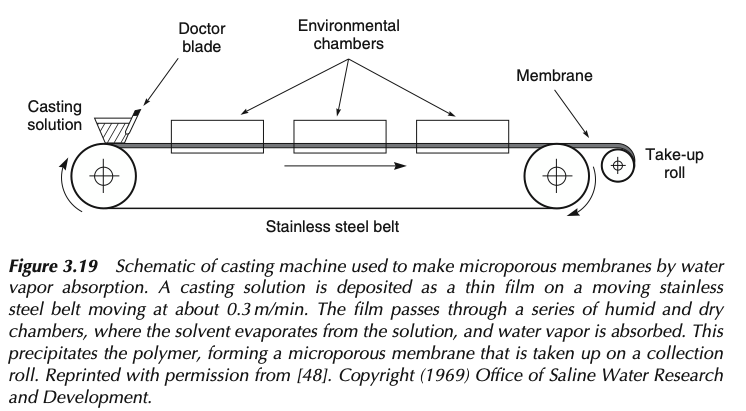 Doctor
blade
Environmental
chambers
Membrane
Casting
solution
Take-up
roll
Stainless steel belt
Figure 3.19 Schematic of casting machine used to make microporous membranes by water
vapor absorption. A casting solution is deposited as a thin film on a moving stainless
steel belt moving at about 0.3 m/min. The film passes through a series of humid and dry
chambers, where the solvent evaporates from the solution, and water vapor is absorbed. This
precipitates the polymer, forming a microporous membrane that is taken up on a collection
roll. Reprinted with permission from [48]. Copyright (1969) Office of Saline Water Research
and Development.